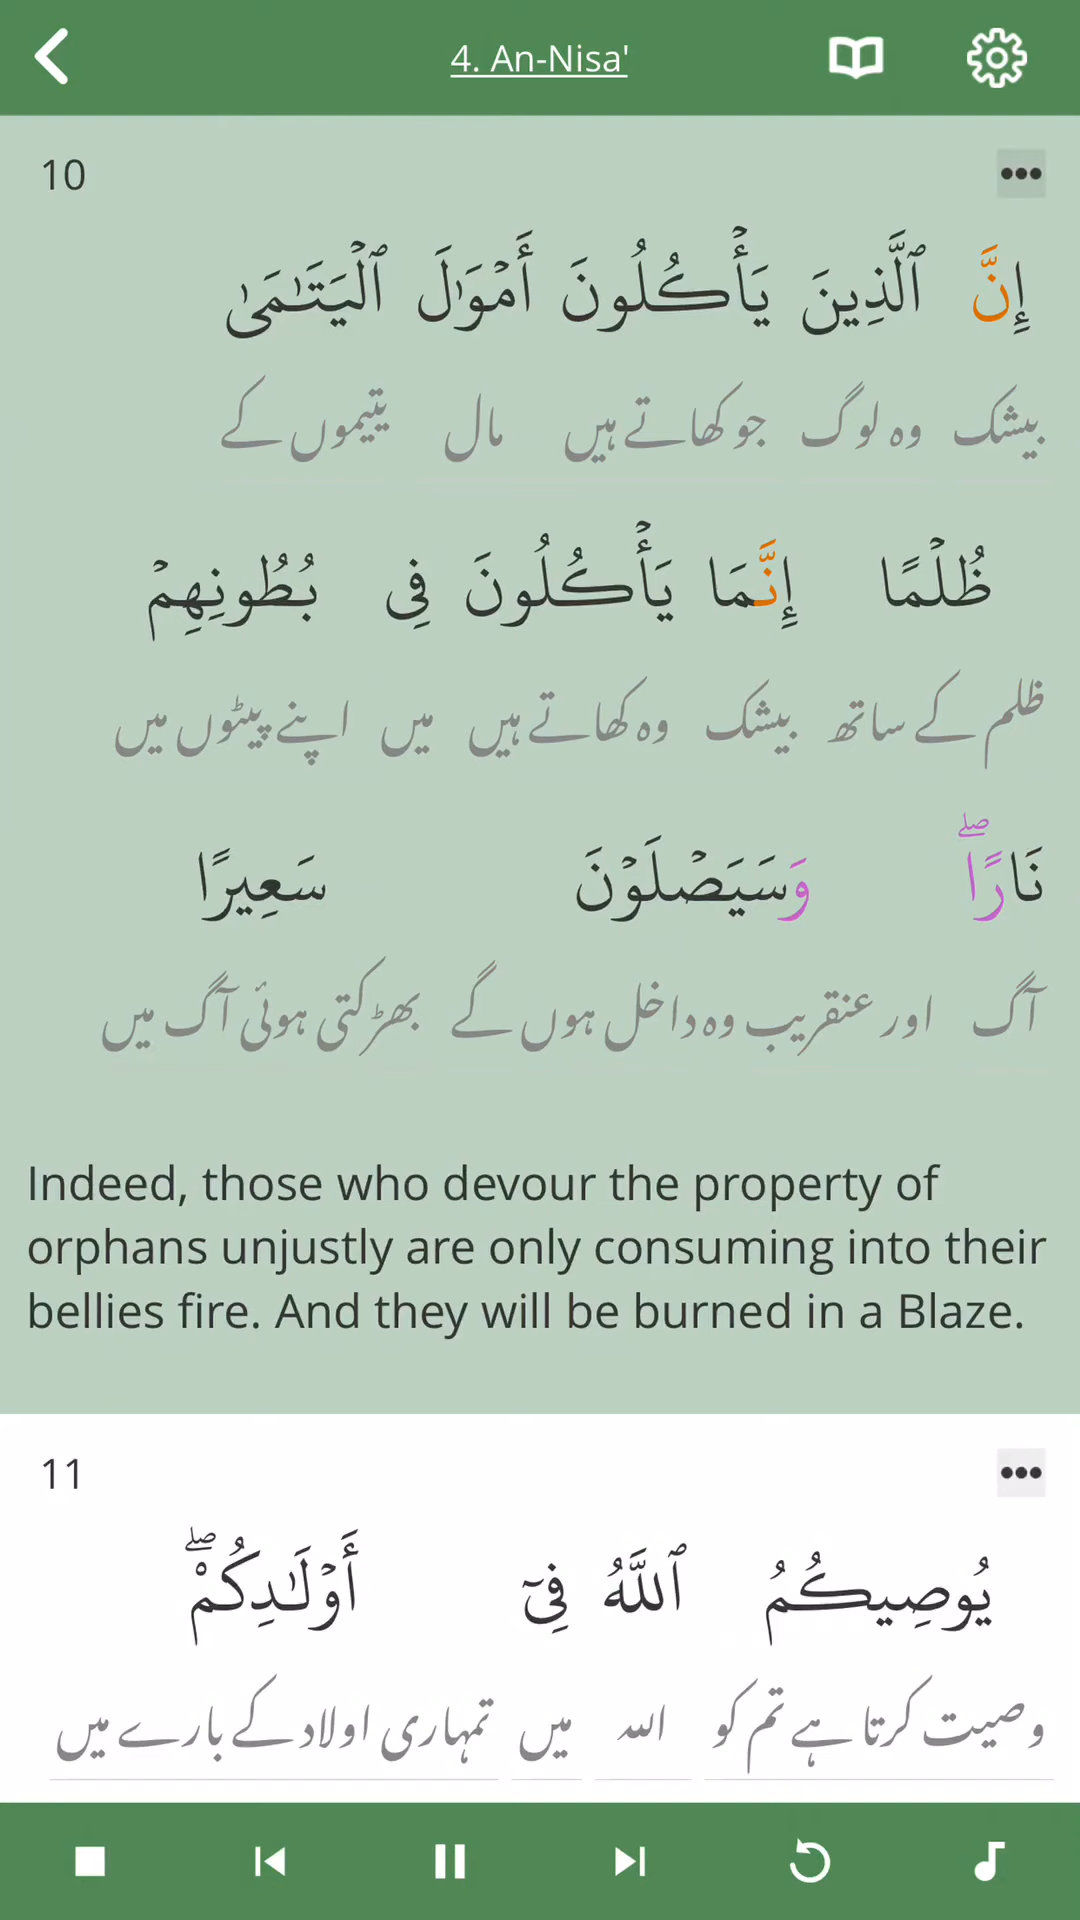 4. An-Nisa'
10
إِنَّ ٱلَّذِينَ يَأۡكُلُونَ أَمۡوَٰلَ ٱلۡيَتَـٰمَىٰ
بیشک وہ لوگ جو کھاتے ہیں مال یتیموں کے
ظُلۡمًا إِنَّمَا يَأۡكُلُونَ فِى بُطُونِهِمۡ
ظلم کے ساتھ بیشک وہ کھاتے ہیں میں اپنے پیٹوں میں
نَارًاۖ وَسَيَصۡلَوۡنَ سَعِيرًا
آگ اور عنقریب وہ داخل ہوں گے بھڑکتی ہوئی آگ میں
Indeed, those who devour the property of
orphans unjustly are only consuming into their
bellies fire. And they will be burned in a Blaze.
11
يُوصِيكُمُ ٱللَّهُ فِىٓ أَوۡلَـٰدِكُمۡۖ
وصیت کرتا ہے تم کو اللہ میں تمہاری اولاد کے بارے میں